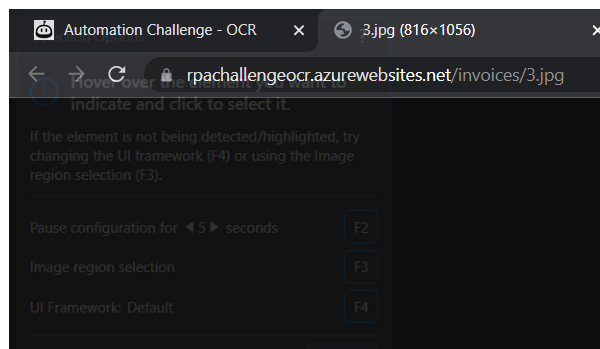 Automation Challenge - OCR
3.jpg (816×1056)
rpachallengeocr.azurewebsites.net/invoices/3.jpg
Hover over the element you want to
indicate and click to select it.
If the element is not being detected/highlighted, try
changing the UI framework (F4) or using the Image
region selection (F3).
Pause configuration for 5 seconds F2
Image region selection F3
UI Framework: Default F4